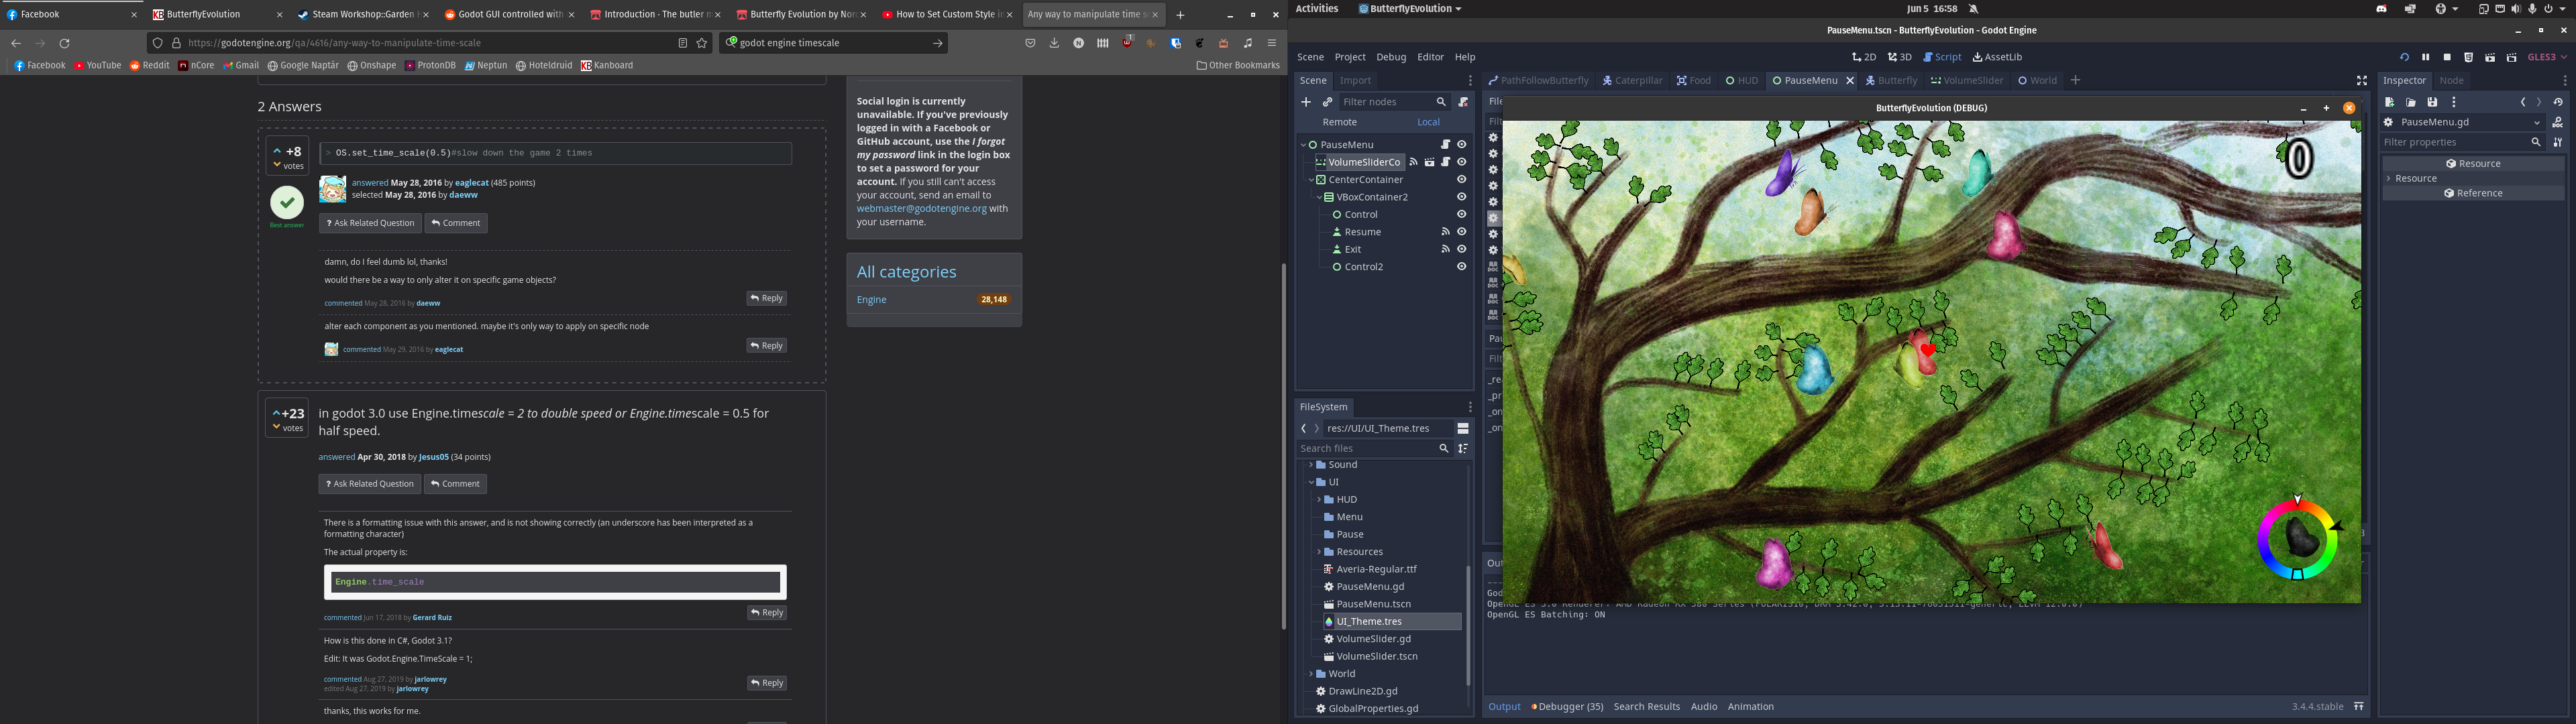 Facebook
ButterflyEvolution
Steam Workshop::Garden
Godot GUI controlled with
Introduction · The butler m
Butterfly Evolution by Nor
How to Set Custom Style in
Any way to manipulate time s
https://godotengine.org/qa/4616/any-way-to-manipulate-time-scale
godot engine timescale
Facebook
YouTube
Reddit
nCore
Gmail
Google Naptár
Onshape
ProtonDB
Neptun
Hoteldruid
Kanboard
Other Bookmarks
2 Answers
+8
votes
Best answer
> OS.set_time_scale(0.5)#slow down the game 2 times
answered May 28, 2016 by eaglecat (485 points)
selected May 28, 2016 by daeww
? Ask Related Question
Comment
damn, do I feel dumb lol, thanks!
would there be a way to only alter it on specific game objects?
commented May 28, 2016 by daeww
Reply
alter each component as you mentioned. maybe it's only way to apply on specific node
commented May 29, 2016 by eaglecat
Reply
+23
votes
in godot 3.0 use Engine.timescale = 2 to double speed or Engine.timescale = 0.5 for
half speed.
answered Apr 30, 2018 by Jesus05 (34 points)
? Ask Related Question
Comment
There is a formatting issue with this answer, and is not showing correctly (an underscore has been interpreted as a
formatting character)
The actual property is:
Engine.time_scale
commented Jun 17, 2018 by Gerard Ruiz
Reply
How is this done in C#, Godot 3.1?
Edit: It was Godot.Engine.TimeScale = 1;
commented Aug 27, 2019 by jarlowrey
edited Aug 27, 2019 by jarlowrey
Reply
thanks, this works for me.
Social login is currently
unavailable. If you've previously
logged in with a Facebook or
GitHub account, use the I forgot
my password link in the login box
to set a password for your
account. If you still can't access
your account, send an email to
webmaster@godotengine.org with
your username.
All categories
Engine
28,148
Activities
ButterflyEvolution
Jun 5 16:58
PauseMenu.tscn - ButterflyEvolution - Godot Engine
Scene
Project
Debug
Editor
Help
2D
3D
Script
AssetLib
GLES3
Scene
Import
Filter nodes
Remote
Local
PauseMenu
VolumeSliderCo
CenterContainer
VBoxContainer2
Control
Resume
Exit
Control2
FileSystem
res://UI/UI_Theme.tres
Search files
Sound
UI
HUD
Menu
Pause
Resources
Averia-Regular.ttf
PauseMenu.gd
PauseMenu.tscn
UI_Theme.tres
VolumeSlider.gd
VolumeSlider.tscn
World
DrawLine2D.gd
GlobalProperties.gd
PathFollowButterfly
Caterpillar
Food
HUD
PauseMenu
Butterfly
VolumeSlider
World
ButterflyEvolution (DEBUG)
0
OpenGL ES Batching: ON
Output
Debugger (35)
Search Results
Audio
Animation
3.4.4.stable
Inspector
Node
PauseMenu.gd
Filter properties
Resource
Resource
Reference